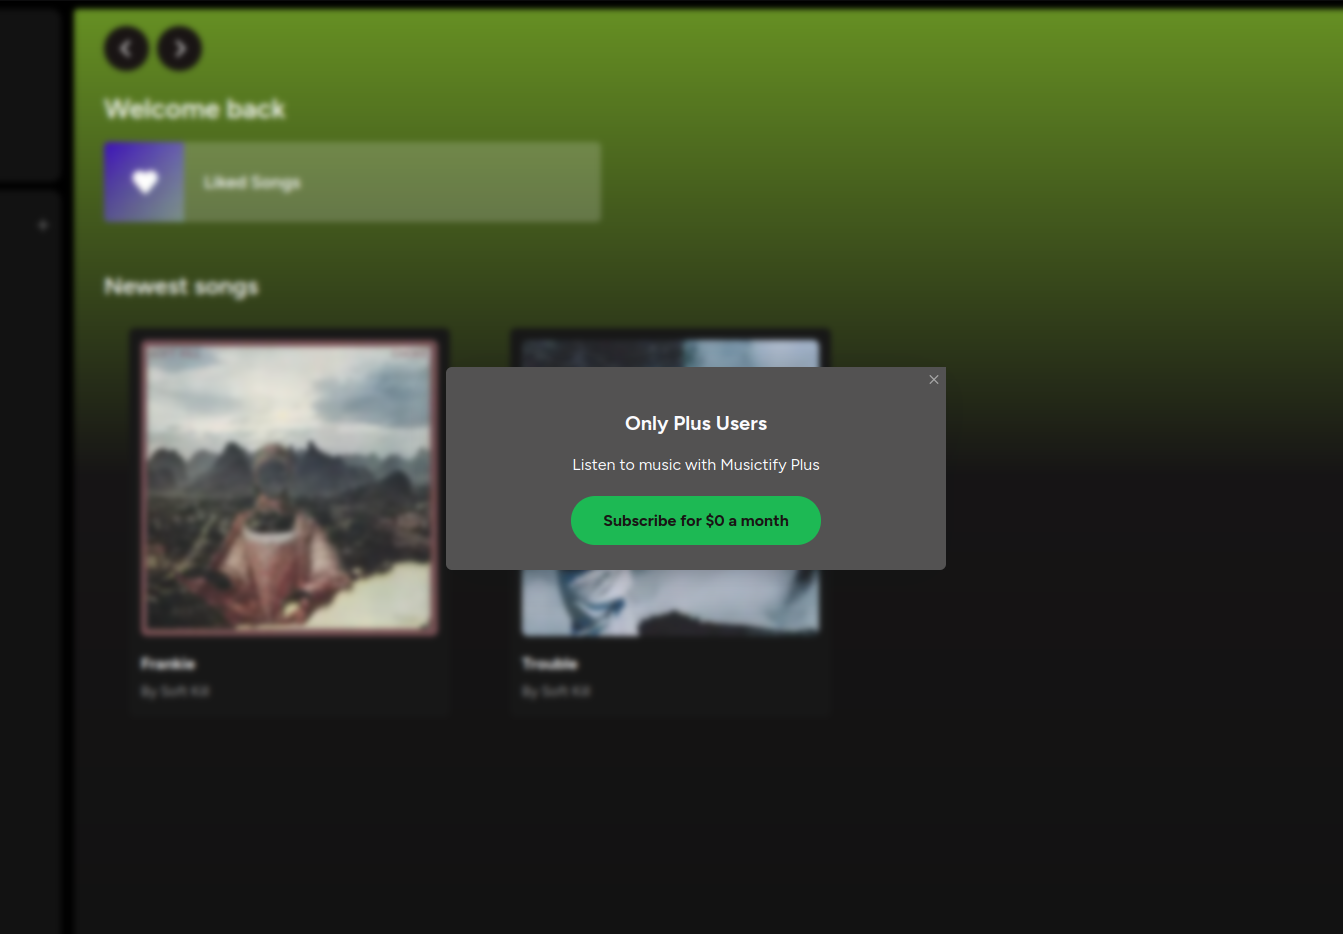 Welcome back
Liked Songs
Newest songs
Only Plus Users
Listen to music with Musictify Plus
Subscribe for $0 a month
Frankie
By Soft Kill
Trouble
By Soft Kill